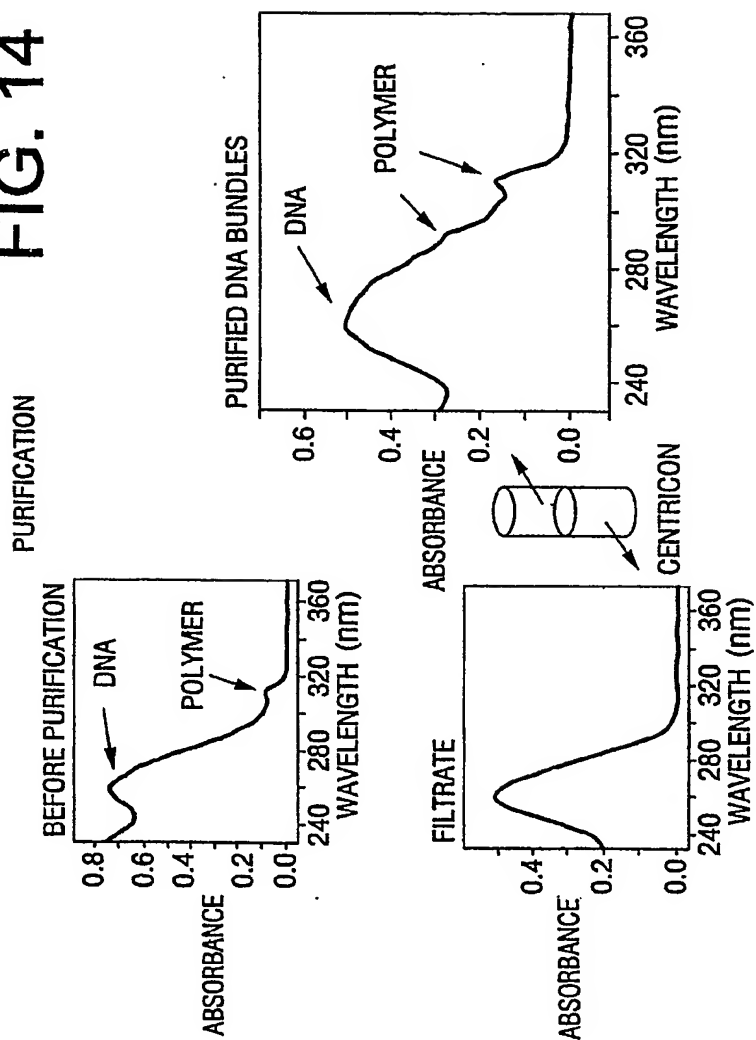 FIG. 14
PURIFICATION
BEFORE PURIFICATION
DNA
POLYMER
ABSORBANCE
0.8
0.6
0.4
0.2
0.0
240 280 320 360
WAVELENGTH (nm)
FILTRATE
ABSORBANCE
0.4
0.2
0.0
240 280 320 360
WAVELENGTH (nm)
CENTRICON
PURIFIED DNA BUNDLES
DNA
POLYMER
ABSORBANCE
0.6
0.4
0.2
0.0
240 280 320 360
WAVELENGTH (nm)